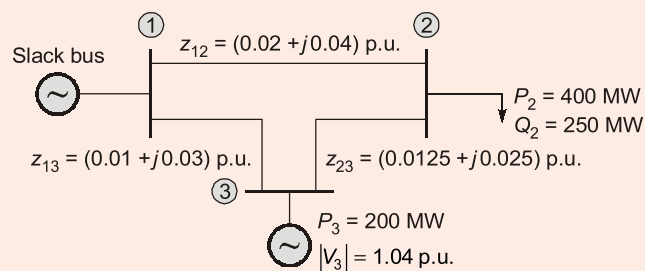 ① ②
z₁₂ = (0.02 + j0.04) p.u.
Slack bus
~
P₂ = 400 MW
Q₂ = 250 MW
z₁₃ = (0.01 + j0.03) p.u. z₂₃ = (0.0125 + j0.025) p.u.
③
P₃ = 200 MW
~ |V₃| = 1.04 p.u.